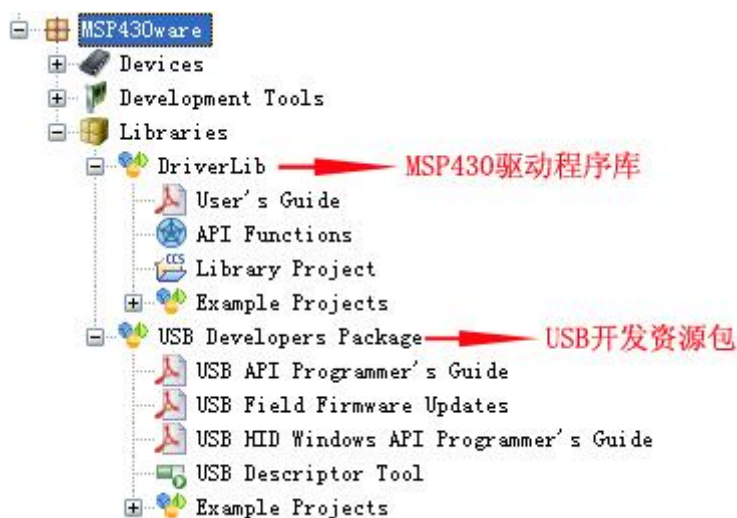 MSP430ware
Devices
Development Tools
Libraries
DriverLib MSP430驱动程序库
User's Guide
API Functions
CCS Library Project
Example Projects
USB Developers Package USB开发资源包
USB API Programmer's Guide
USB Field Firmware Updates
USB HID Windows API Programmer's Guide
USB Descriptor Tool
Example Projects